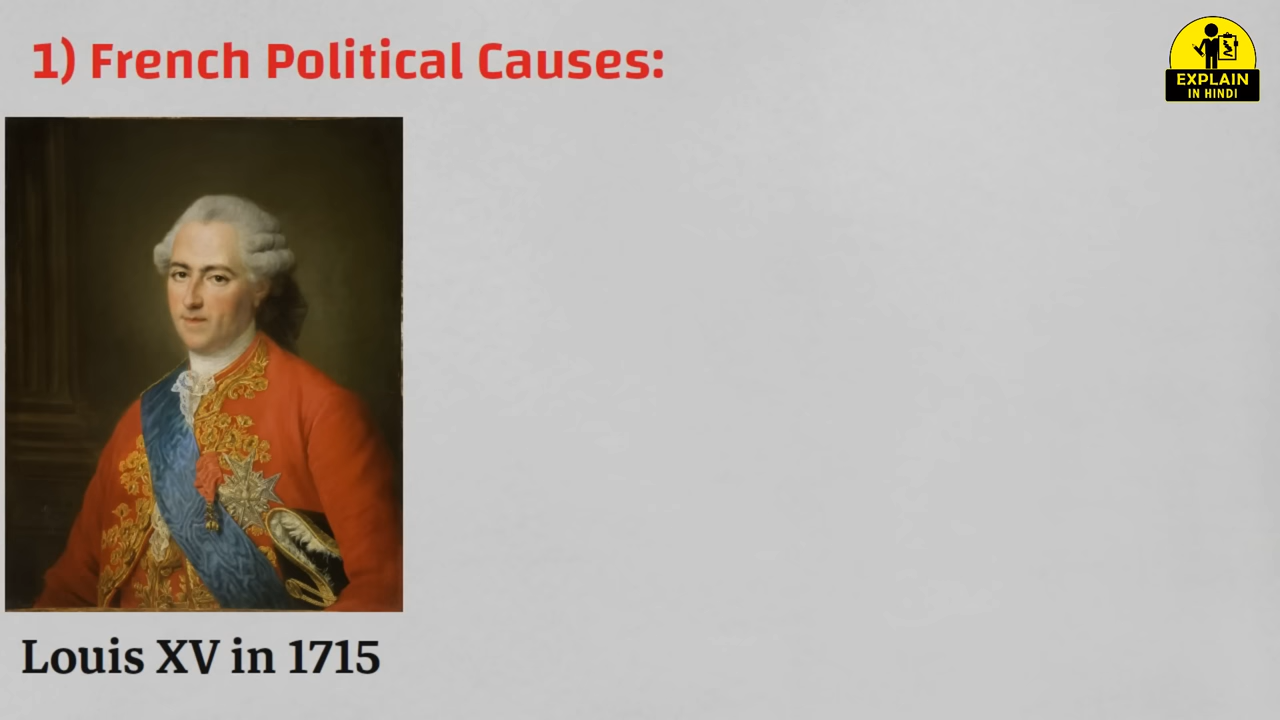 1) French Political Causes:
EXPLAIN
IN HINDI
Louis XV in 1715